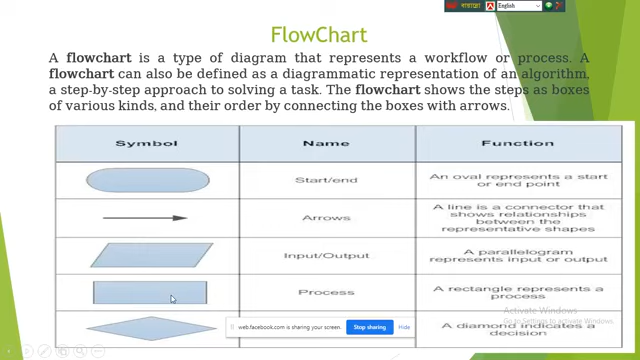 বাংলা
English
FlowChart
A flowchart is a type of diagram that represents a workflow or process. A
flowchart can also be defined as a diagrammatic representation of an algorithm,
a step-by-step approach to solving a task. The flowchart shows the steps as boxes
of various kinds, and their order by connecting the boxes with arrows.
Symbol Name Function
Start/end An oval represents a start
or end point
Arrows A line is a connector that
shows relationships
between the
representative shapes
Input/Output A parallelogram
represents input or output
Process A rectangle represents a
process
Activate Windows
Go to Settings to activate Windows.
web.facebook.com is sharing your screen. Stop sharing Hide
A diamond indicates a
decision